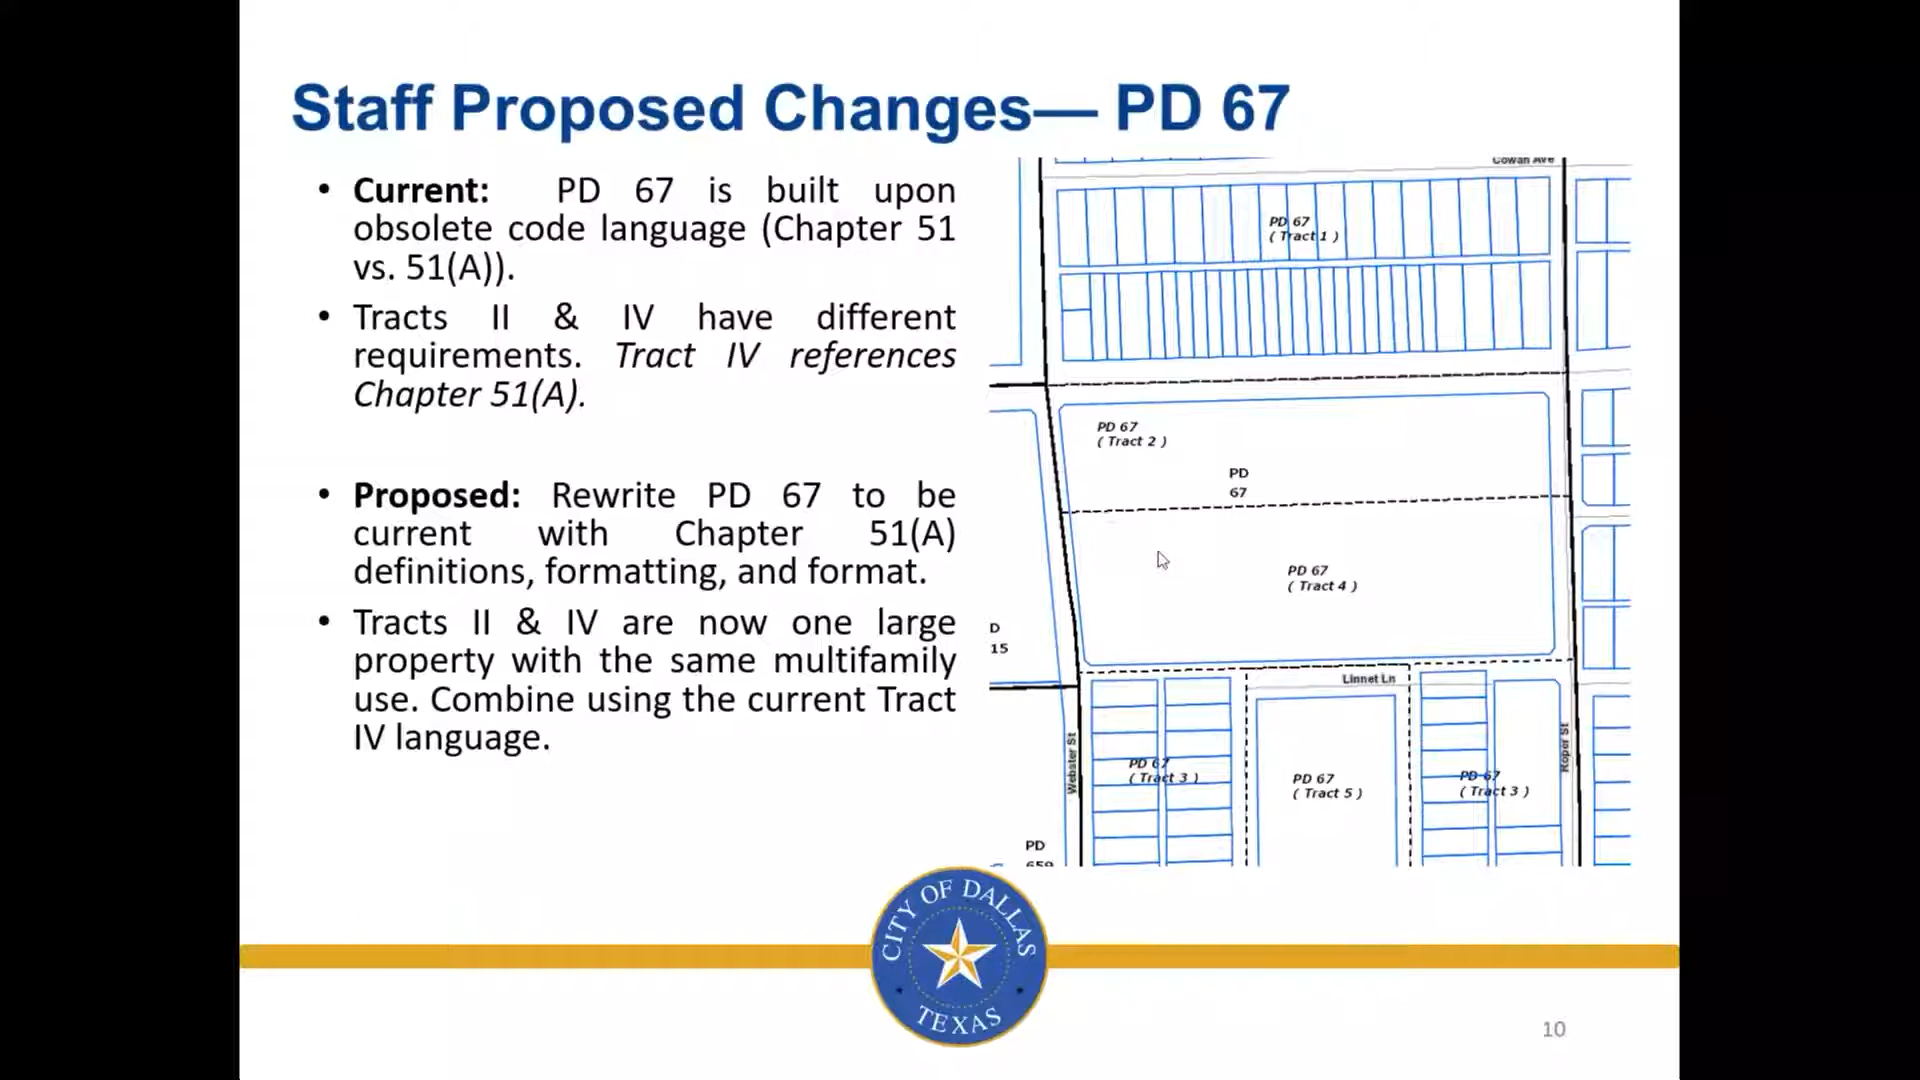 Staff Proposed Changes— PD 67
• Current: PD 67 is built upon
obsolete code language (Chapter 51
vs. 51(A)).
• Tracts II & IV have different
requirements. Tract IV references
Chapter 51(A).
• Proposed: Rewrite PD 67 to be
current with Chapter 51(A)
definitions, formatting, and format.
• Tracts II & IV are now one large
property with the same multifamily
use. Combine using the current Tract
IV language.
Cowan Ave
PD 67
( Tract 1 )
PD 67
( Tract 2 )
PD
67
PD 67
( Tract 4 )
D
15
Linnet Ln
Webster St
Roper St
PD 67
( Tract 3 )
PD 67
( Tract 5 )
PD 67
( Tract 3 )
PD
659
CITY OF DALLAS
TEXAS
10